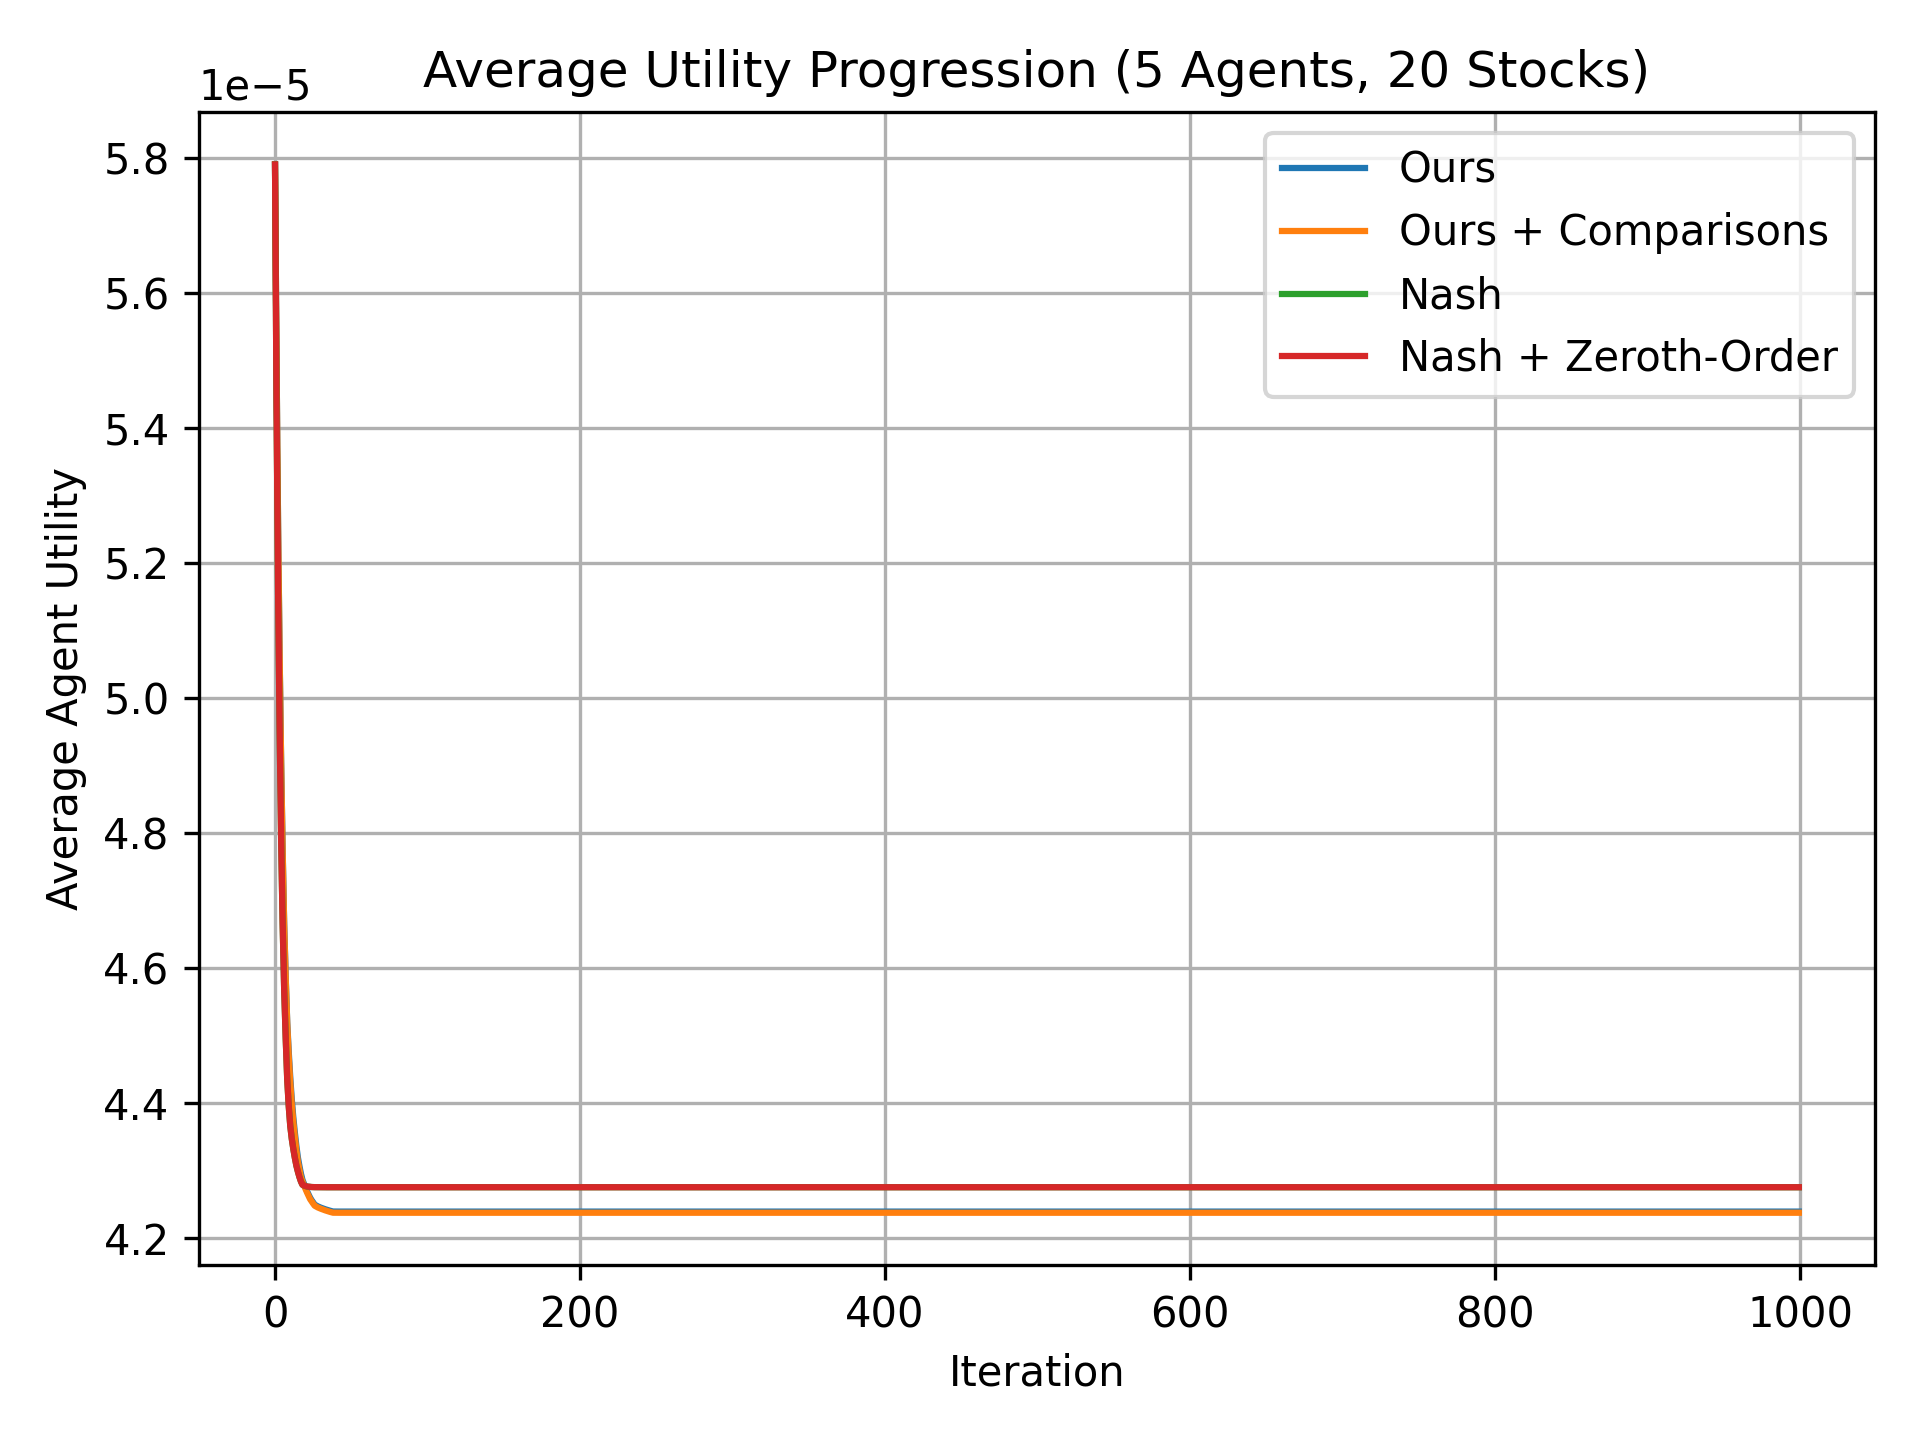 Average Utility Progression (5 Agents, 20 Stocks)
1e−5
5.8
5.6
5.4
5.2
5.0
4.8
4.6
4.4
4.2
Average Agent Utility
Ours
Ours + Comparisons
Nash
Nash + Zeroth-Order
0 200 400 600 800 1000
Iteration